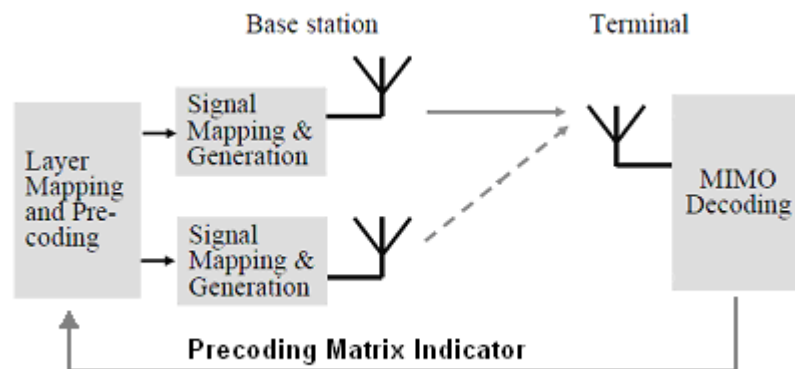 Base station
Terminal
Signal
Mapping &
Generation
Layer
Mapping
and Pre-
coding
MIMO
Decoding
Signal
Mapping &
Generation
Precoding Matrix Indicator